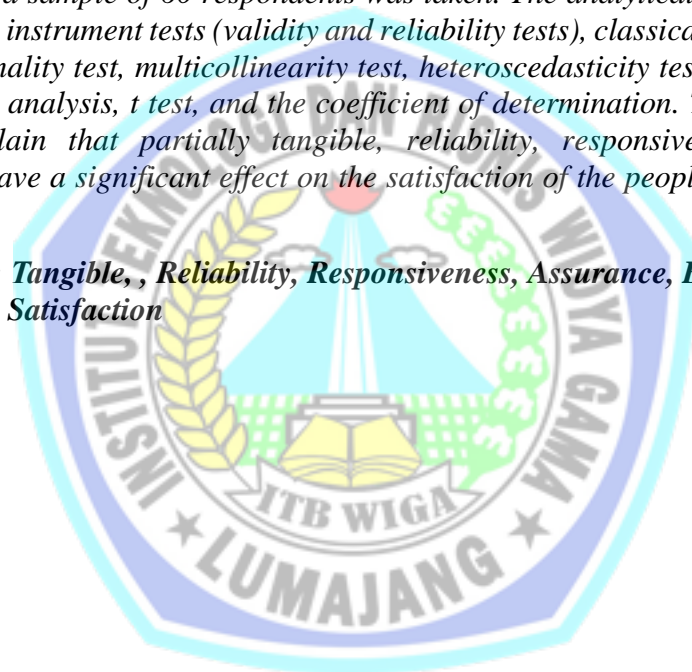 a sample of 60 respondents was taken. The analytical
instrument tests (validity and reliability tests), classica
nality test, multicollinearity test, heteroscedasticity tes
analysis, t test, and the coefficient of determination.
lain that partially tangible, reliability, responsive
ave a significant effect on the satisfaction of the peopl
Tangible, , Reliability, Responsiveness, Assurance,
Satisfaction
INSTITUT TEKNOLOGI DAN BISNIS WIDYA GAMA
ITB WIGA
LUMAJANG